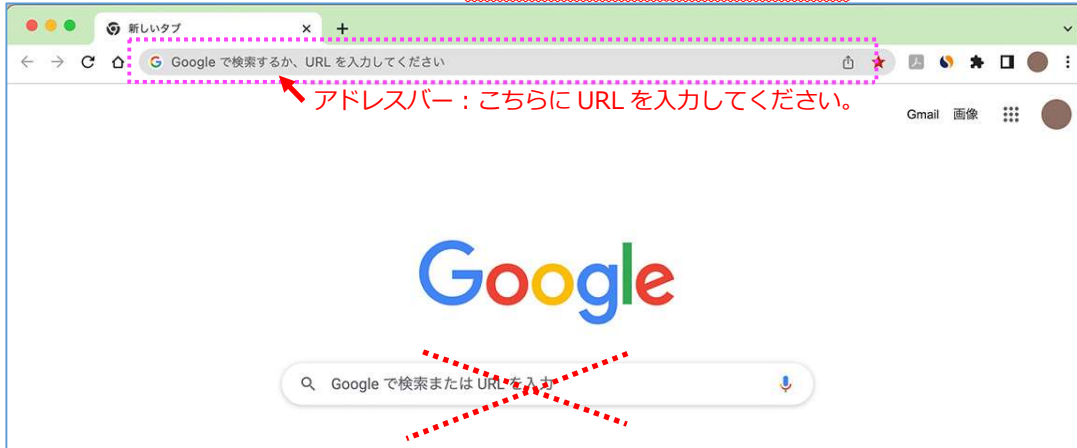 新しいタブ
Google で検索するか、URL を入力してください
アドレスバー：こちらに URL を入力してください。
Gmail 画像
Google
Google で検索または URL を入力